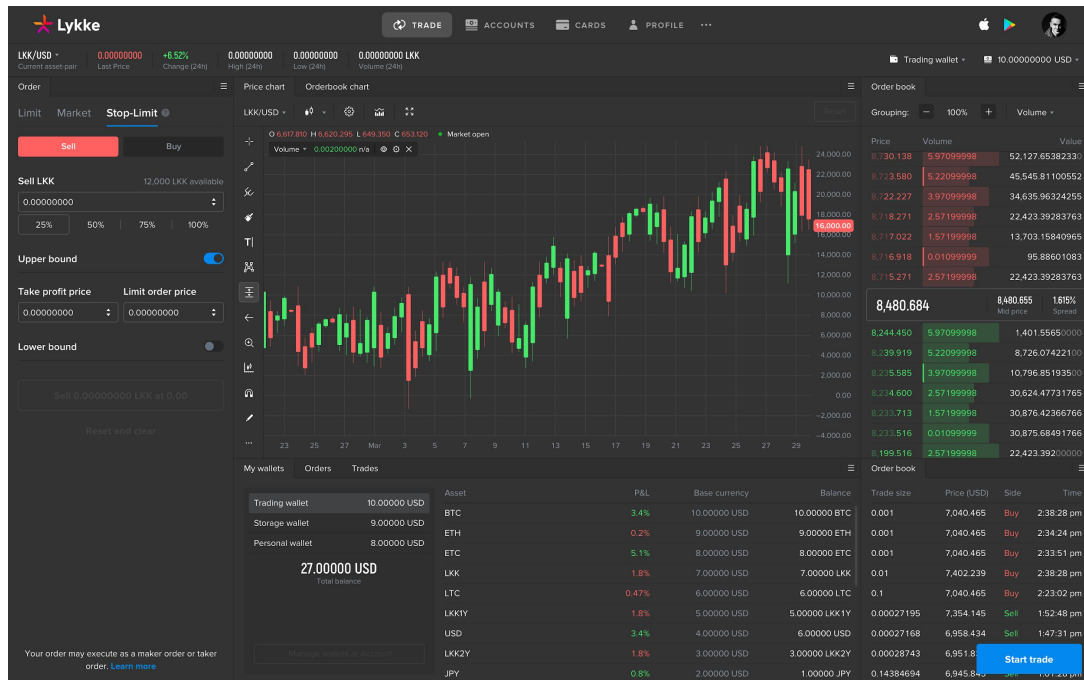 Lykke
TRADE
ACCOUNTS
CARDS
PROFILE
LKK/USD
Current asset-pair
0.00000000
Last Price
+6.52%
Change (24h)
0.00000000
High (24h)
0.00000000
Low (24h)
0.00000000 LKK
Volume (24h)
Trading wallet
10.00000000 USD
Order
Limit Market Stop-Limit
Sell Buy
Sell LKK 12,000 LKK available
0.00000000
25% 50% 75% 100%
Upper bound
Take profit price Limit order price
0.00000000 0.00000000
Lower bound
Sell 0.00000000 LKK at 0.00
Reset and clear
Your order may execute as a maker order or taker
order. Learn more
Price chart Orderbook chart
LKK/USD
Reset
O 6,617.810 H 6,620.295 L 649.350 C 653.120 Market open
Volume 0.00200000 n/a
24,000.00
22,000.00
20,000.00
18,000.00
16,000.00
16,000.00
14,000.00
12,000.00
10,000.00
8,000.00
6,000.00
4,000.00
2,000.00
0.00
−2,000.00
−4,000.00
23 25 27 Mar 3 5 7 9 11 13 15 17 19 21 23 25 27 29
My wallets Orders Trades
Trading wallet 10.00000 USD
Storage wallet 9.00000 USD
Personal wallet 8.00000 USD
27.00000 USD
Total balance
Asset P&L Base currency Balance
BTC 3.4% 10.00000 USD 10.00000 BTC
ETH 0.2% 9.00000 USD 9.00000 ETH
ETC 5.1% 8.00000 USD 8.00000 ETC
LKK 1.8% 7.00000 USD 7.00000 LKK
LTC 0.47% 6.00000 USD 6.00000 LTC
LKK1Y 1.8% 5.00000 USD 5.00000 LKK1Y
USD 3.4% 4.00000 USD 6.00000 USD
LKK2Y 1.8% 3.00000 USD 3.00000 LKK2Y
JPY 0.8% 2.00000 USD 1.00000 JPY
Order book
Grouping: − 100% + Volume
Price Volume Value
8,730.138 5.97099998 52,127.65382330
8,723.580 5.22099998 45,545.81100552
8,722.227 3.97099998 34,635.96324255
8,718.271 2.57199998 22,423.39283763
8,717.022 1.57199998 13,703.15840965
8,716.918 0.01099999 95.88601083
8,715.271 2.57199998 22,423.39283763
8,480.684
8,480.655
Mid price
1.615%
Spread
8,244.450 5.97099998 1,401.55650000
8,239.919 5.22099998 8,726.07422100
8,235.585 3.97099998 10,796.85193500
8,234.600 2.57199998 30,624.47731765
8,233.713 1.57199998 30,876.42366766
8,233.516 0.01099999 30,875.68491766
8,199.516 2.57199998 22,423.39200000
Order book
Trade size Price (USD) Side Time
0.001 7,040.465 Buy 2:38:28 pm
0.001 7,040.465 Buy 2:34:24 pm
0.001 7,040.465 Buy 2:33:51 pm
0.01 7,402.239 Buy 2:38:28 pm
0.1 7,040.465 Buy 2:23:02 pm
0.00027195 7,354.145 Sell 1:52:48 pm
0.00027168 6,958.434 Sell 1:47:31 pm
0.00028743
0.14384694 6,945.845
Start trade